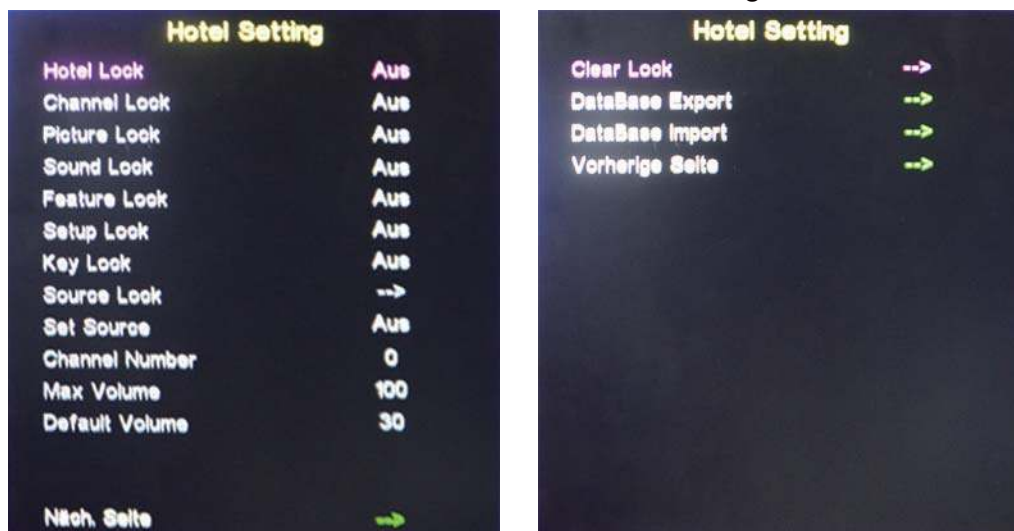 Hotel Setting
Hotel Lock Aus
Channel Lock Aus
Picture Lock Aus
Sound Lock Aus
Feature Lock Aus
Setup Lock Aus
Key Lock Aus
Source Lock -->
Set Source Aus
Channel Number 0
Max Volume 100
Default Volume 30
Näch. Seite -->
Hotel Setting
Clear Lock -->
DataBase Export -->
DataBase Import -->
Vorherige Seite -->